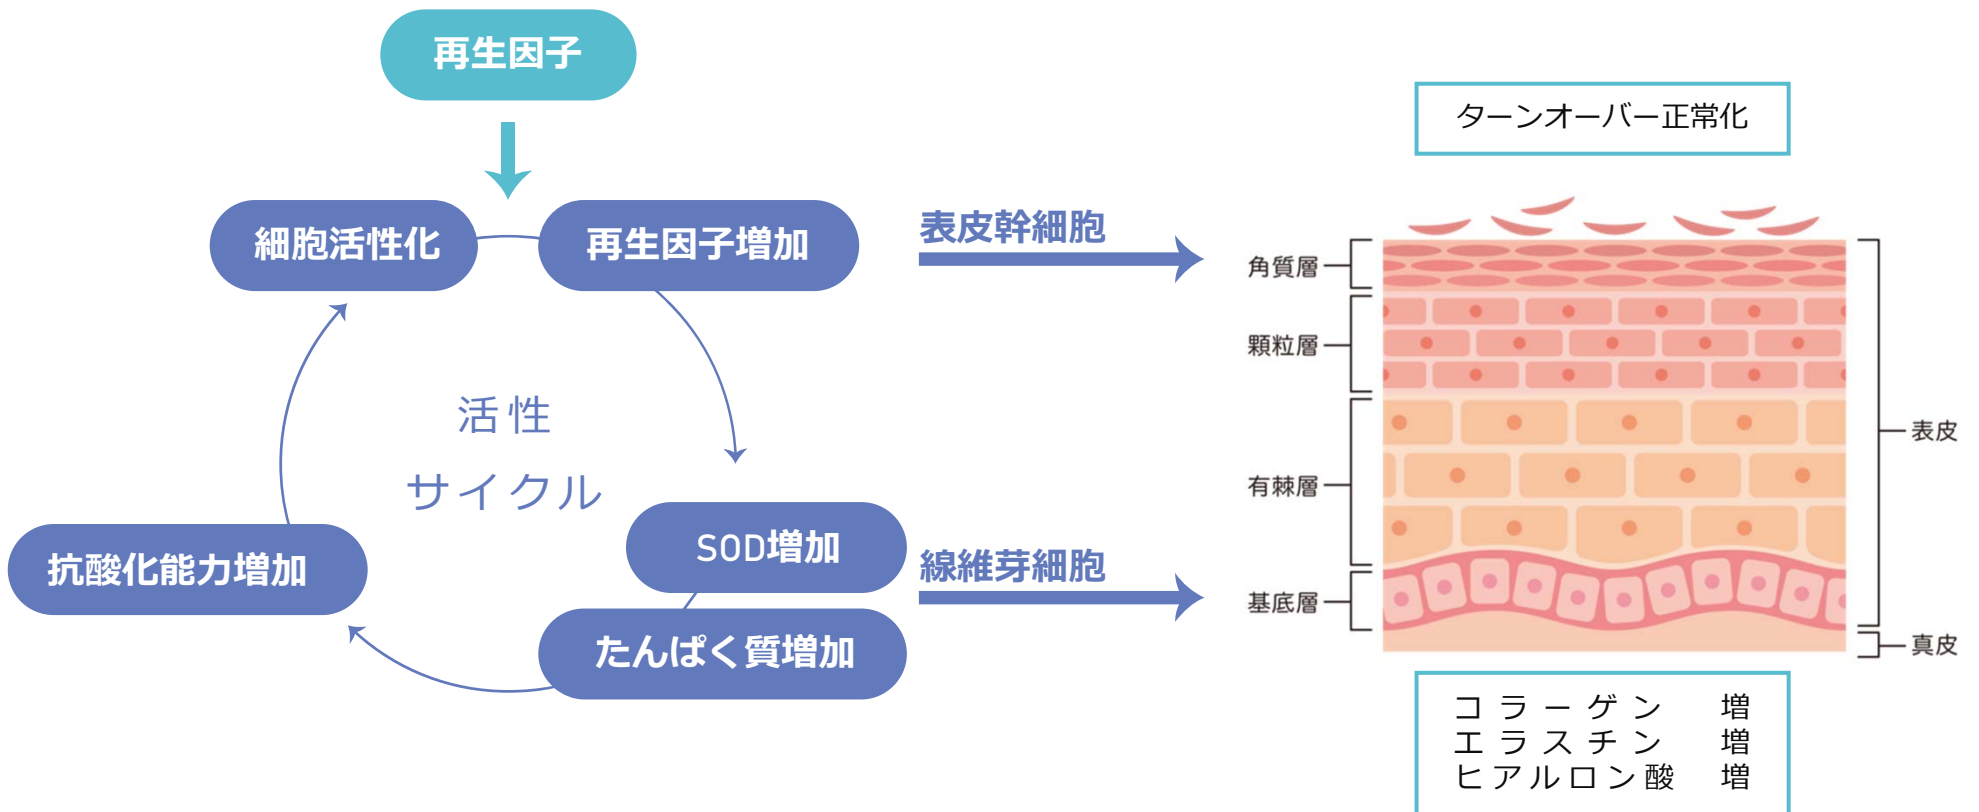 再生因子
細胞活性化
再生因子増加
活性
サイクル
SOD増加
たんぱく質増加
抗酸化能力増加
表皮幹細胞
線維芽細胞
ターンオーバー正常化
角質層
顆粒層
有棘層
基底層
表皮
真皮
コラーゲン 増
エラスチン 増
ヒアルロン酸 増